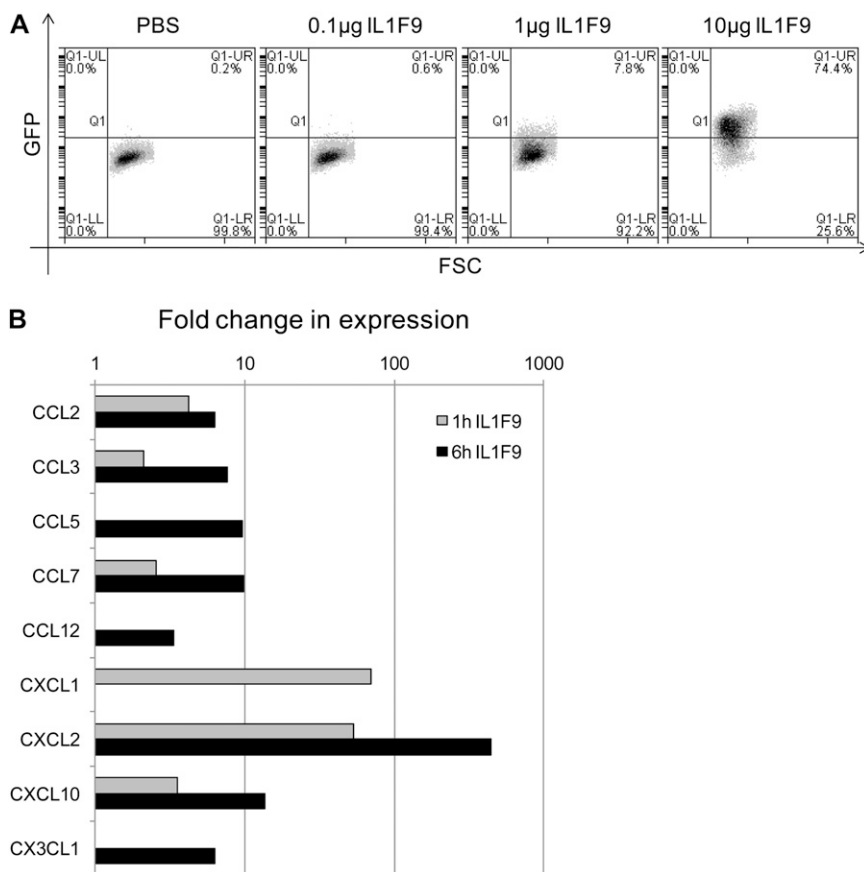 A
PBS
0.1µg IL1F9
1µg IL1F9
10µg IL1F9
GFP
Q1-UL
0.0%
Q1-UR
0.2%
Q1
Q1-LL
0.0%
Q1-LR
99.8%
Q1-UL
0.0%
Q1-UR
0.6%
Q1
Q1-LL
0.0%
Q1-LR
99.4%
Q1-UL
0.0%
Q1-UR
7.8%
Q1
Q1-LL
0.0%
Q1-LR
92.2%
Q1-UL
0.0%
Q1-UR
74.4%
Q1
Q1-LL
0.0%
Q1-LR
25.6%
FSC
B
Fold change in expression
1 10 100 1000
1h IL1F9
6h IL1F9
CCL2
CCL3
CCL5
CCL7
CCL12
CXCL1
CXCL2
CXCL10
CX3CL1